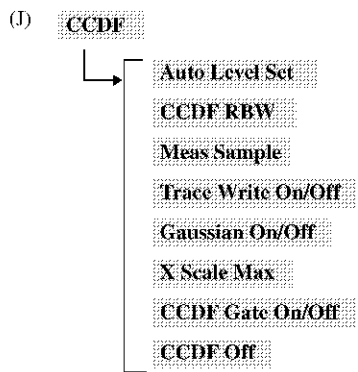 (J) CCDF
Auto Level Set
CCDF RBW
Meas Sample
Trace Write On/Off
Gaussian On/Off
X Scale Max
CCDF Gate On/Off
CCDF Off